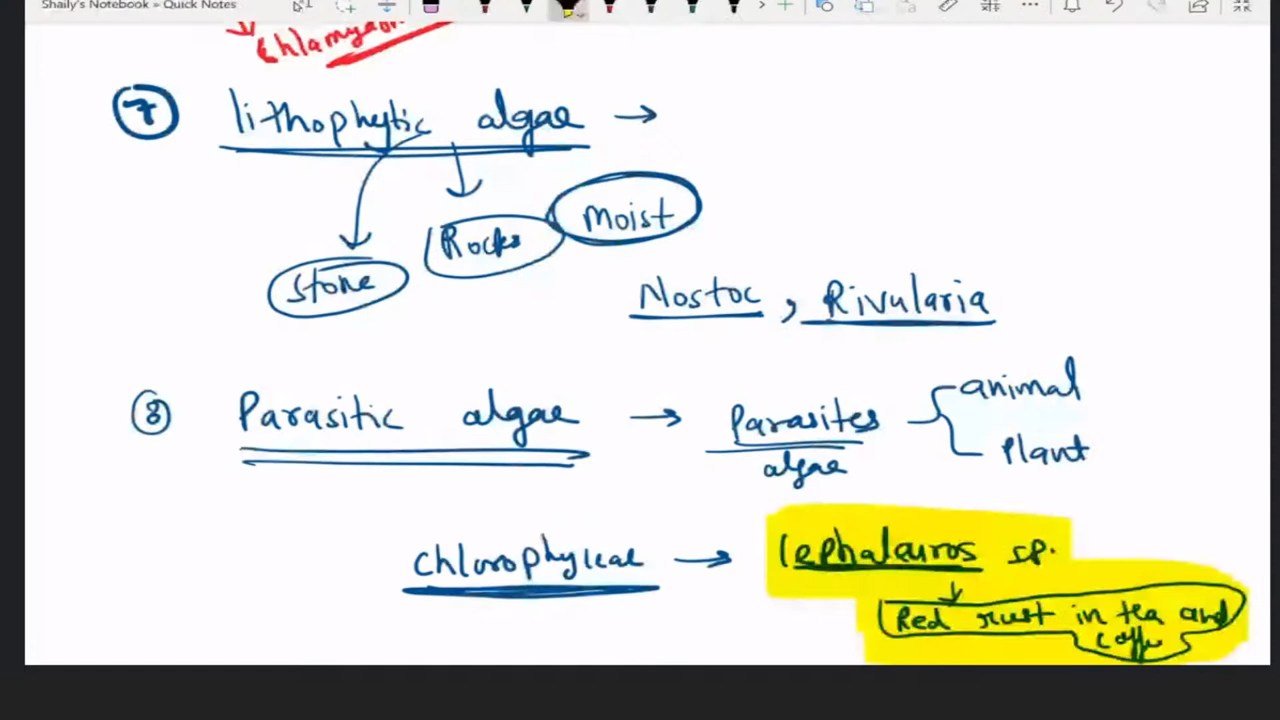 Shaily's Notebook » Quick Notes
7 lithophytic algae →
Stone Rocks moist
Nostoc, Rivularia
8 Parasitic algae → Parasites animal
algae Plant
Chlorophyceae → Cephaleuros sp.
Red rust in tea and
Coffee